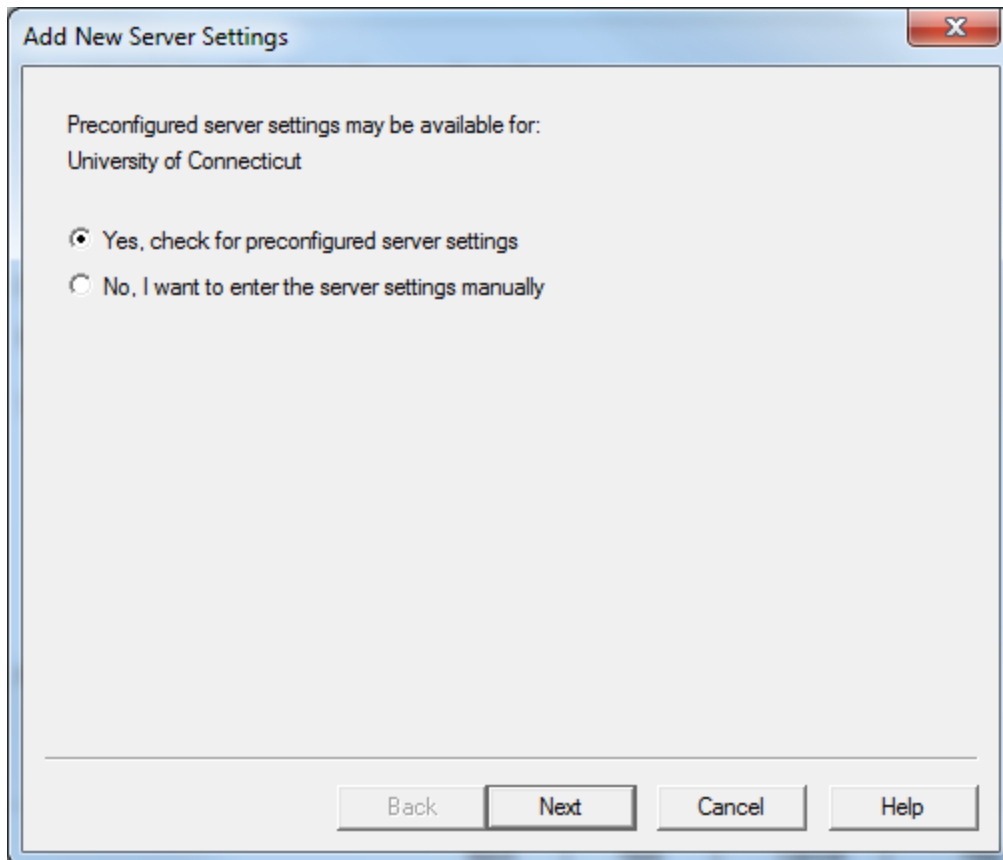 Add New Server Settings
Preconfigured server settings may be available for:
University of Connecticut
Yes, check for preconfigured server settings
No, I want to enter the server settings manually
Back Next Cancel Help